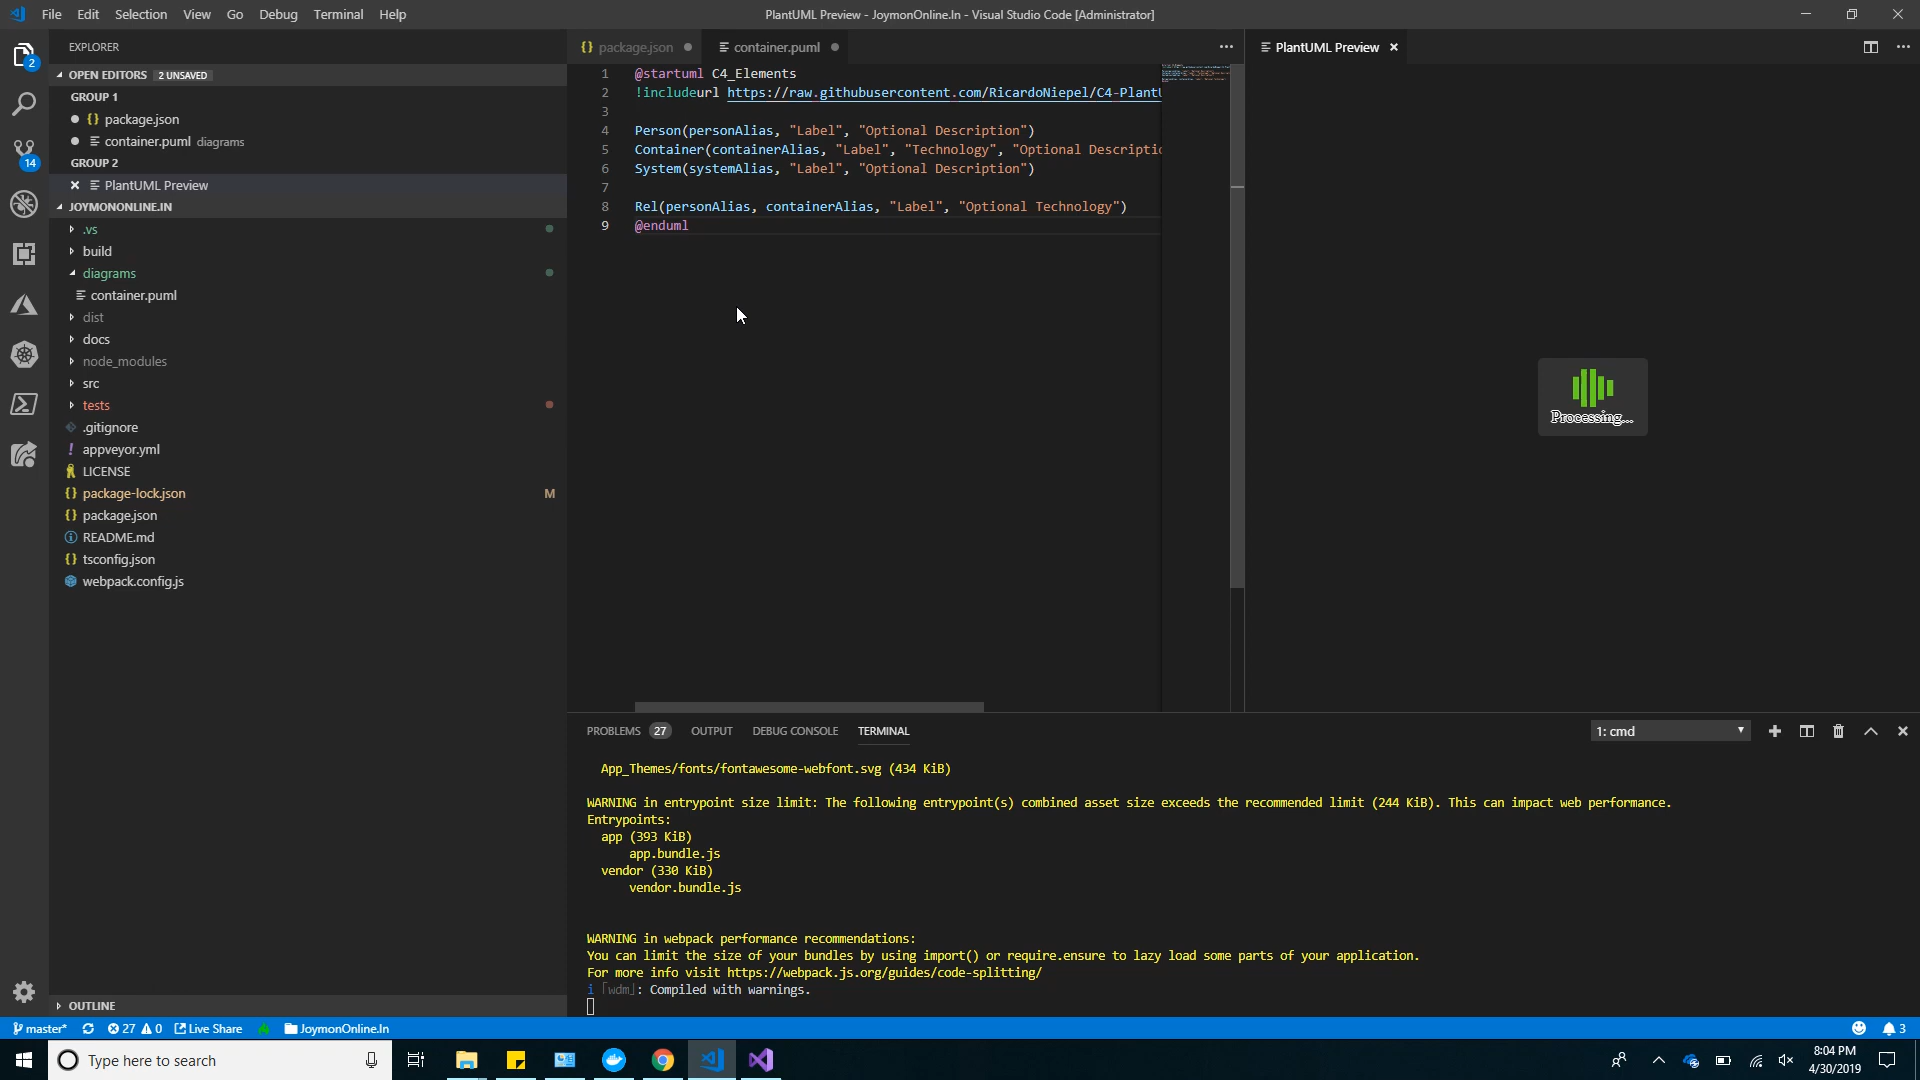 File Edit Selection View Go Debug Terminal Help
PlantUML Preview - JoymonOnline.In - Visual Studio Code [Administrator]
EXPLORER
OPEN EDITORS 2 UNSAVED
GROUP 1
{} package.json
container.puml diagrams
GROUP 2
PlantUML Preview
JOYMONONLINE.IN
.vs
build
diagrams
container.puml
dist
docs
node_modules
src
tests
.gitignore
! appveyor.yml
LICENSE
{} package-lock.json M
{} package.json
README.md
{} tsconfig.json
webpack.config.js
OUTLINE
2
14
{} package.json
container.puml
PlantUML Preview
1 @startuml C4_Elements
2 !includeurl https://raw.githubusercontent.com/RicardoNiepel/C4-Plant
3
4 Person(personAlias, "Label", "Optional Description")
5 Container(containerAlias, "Label", "Technology", "Optional Descriptio
6 System(systemAlias, "Label", "Optional Description")
7
8 Rel(personAlias, containerAlias, "Label", "Optional Technology")
9 @enduml
Processing...
PROBLEMS 27 OUTPUT DEBUG CONSOLE TERMINAL
1: cmd
App_Themes/fonts/fontawesome-webfont.svg (434 KiB)
WARNING in entrypoint size limit: The following entrypoint(s) combined asset size exceeds the recommended limit (244 KiB). This can impact web performance.
Entrypoints:
app (393 KiB)
app.bundle.js
vendor (330 KiB)
vendor.bundle.js
WARNING in webpack performance recommendations:
You can limit the size of your bundles by using import() or require.ensure to lazy load some parts of your application.
For more info visit https://webpack.js.org/guides/code-splitting/
i ｢wdm｣: Compiled with warnings.
master* 27 0 Live Share JoymonOnline.In 3
Type here to search
8:04 PM
4/30/2019